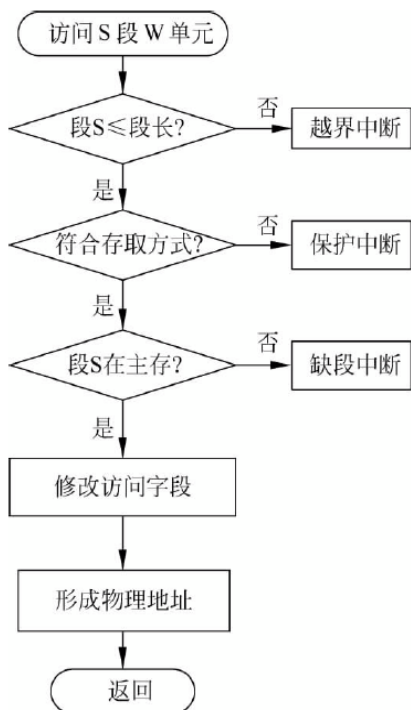 访问 S 段 W 单元
段S≤段长?
否
越界中断
是
符合存取方式?
否
保护中断
是
段S在主存?
否
缺段中断
是
修改访问字段
形成物理地址
返回